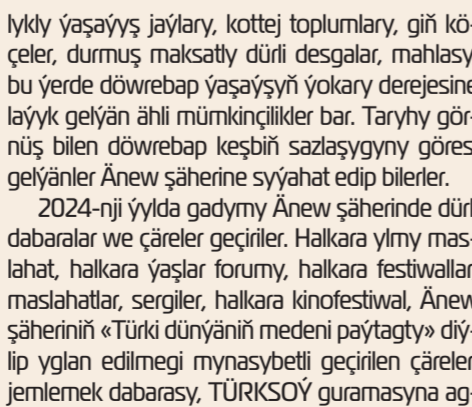 lykly ýaşaýyş jaýlary, kottej toplumlary, giň kö-
çeler, durmuş maksatly dürli desgalar, mahlasy
bu ýerde döwrebap ýaşaýşyň ýokary derejesine
laýyk gelýän ähli mümkinçilikler bar. Taryhy gör-
nüş bilen döwrebap keşbiň sazlaşygyny göresi
gelýänler Änew şäherine syýahat edip bilerler.
2024-nji ýylda gadymy Änew şäherinde dürli
dabaralar we çäreler geçiriler. Halkara ylmy mas-
lahat, halkara ýaşlar forumy, halkara festiwallar,
maslahatlar, sergiler, halkara kinofestiwal, Änew
şäheriniň «Türki dünýäniň medeni paýtagty» diý-
lip yglan edilmegi mynasybetli geçirilen çäreler
jemlemek dabarasy, TÜRKSOÝ guramasyna ag-